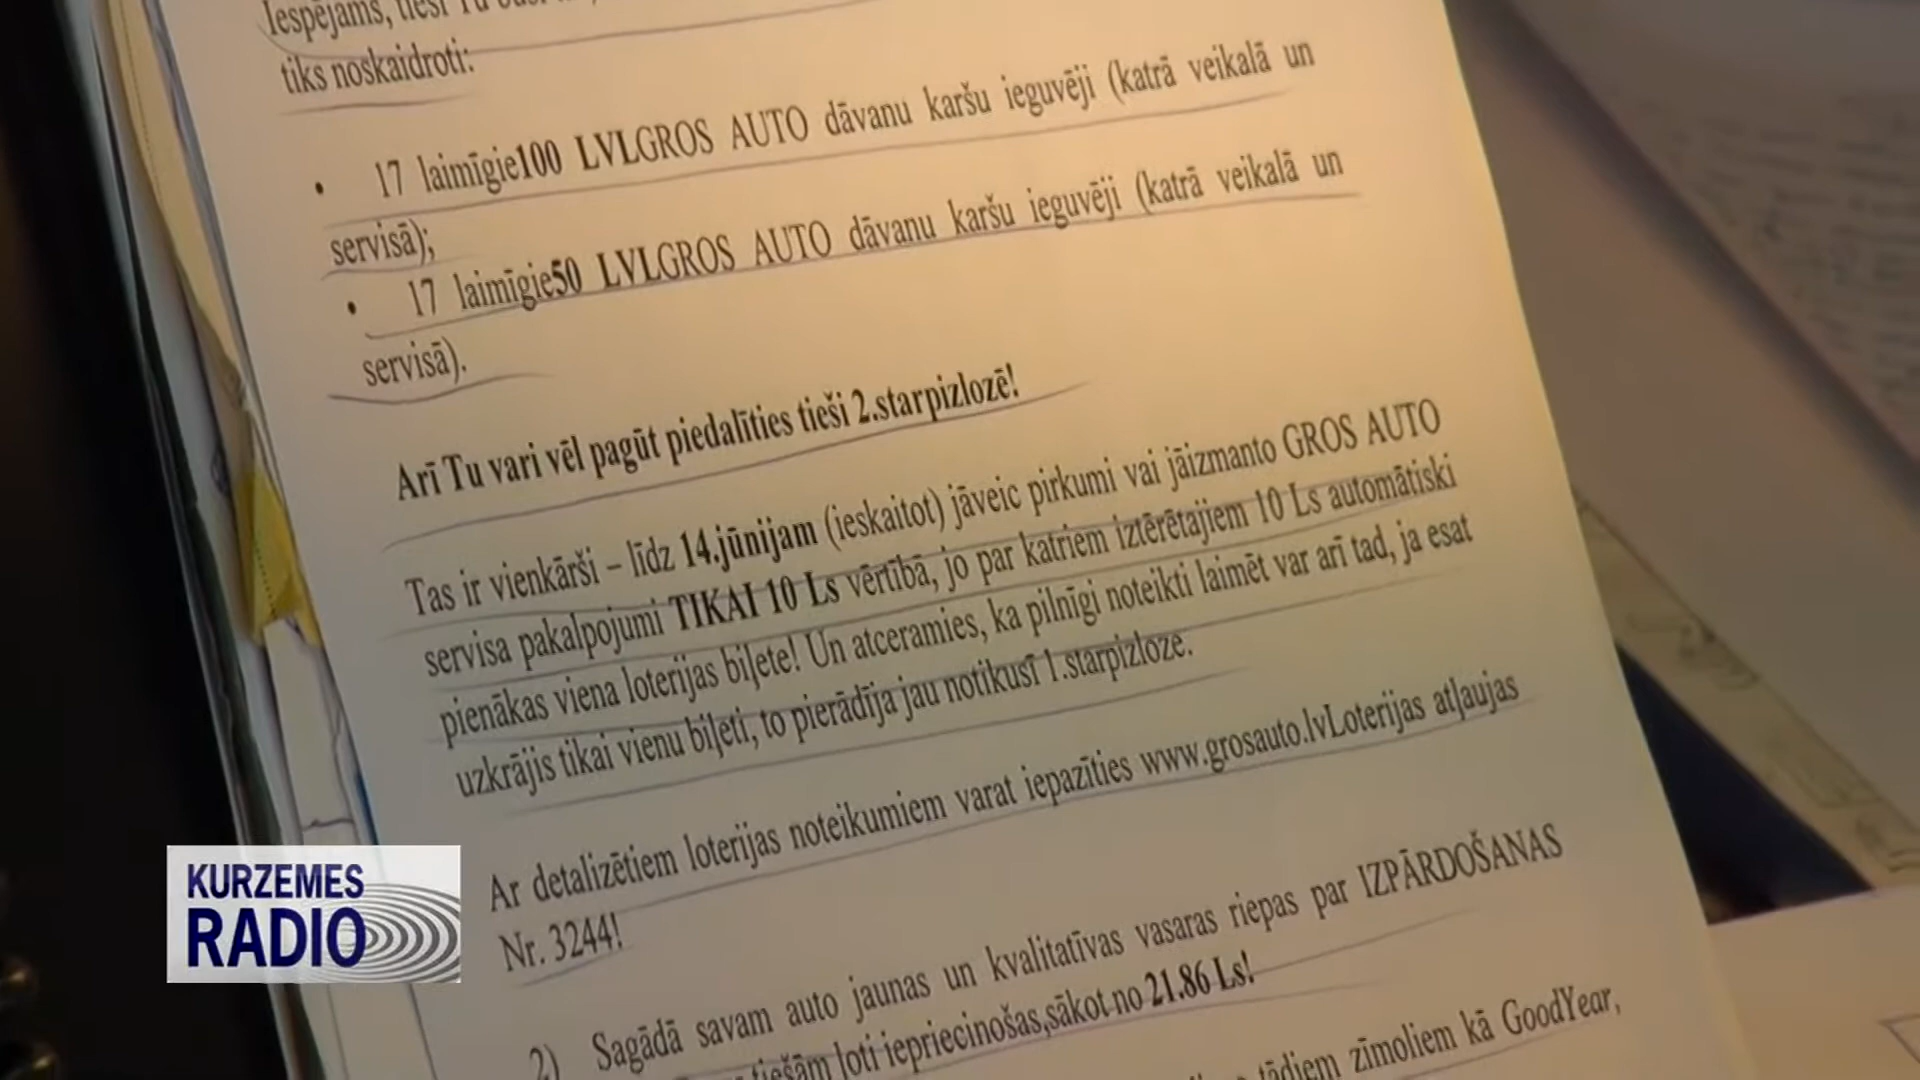 Iespējams, tieši Tu
tiks noskaidroti:
• 17 laimīgie100 LVLGROS AUTO dāvanu karšu ieguvēji (katrā veikalā un
servisā);
• 17 laimīgie50 LVLGROS AUTO dāvanu karšu ieguvēji (katrā veikalā un
servisā).
Arī Tu vari vēl pagūt piedalīties tieši 2.starpizlozē!
Tas ir vienkārši – līdz 14.jūnijam (ieskaitot) jāveic pirkumi vai jāizmanto GROS AUTO
servisa pakalpojumi TIKAI 10 Ls vērtībā, jo par katriem iztērētajiem 10 Ls automātiski
pienākas viena loterijas biļete! Un atceramies, ka pilnīgi noteikti laimēt var arī tad, ja esat
uzkrājis tikai vienu biļeti, to pierādīja jau notikusī 1.starpizloze.
Ar detalizētiem loterijas noteikumiem varat iepazīties www.grosauto.lvLoterijas atļaujas
Nr. 3244!
2) Sagādā savam auto jaunas un kvalitatīvas vasaras riepas par IZPĀRDOŠANAS
tiešām ļoti iepriecinošas,sākot no 21.86 Ls!
tādiem zīmoliem kā GoodYear,
KURZEMES
RADIO